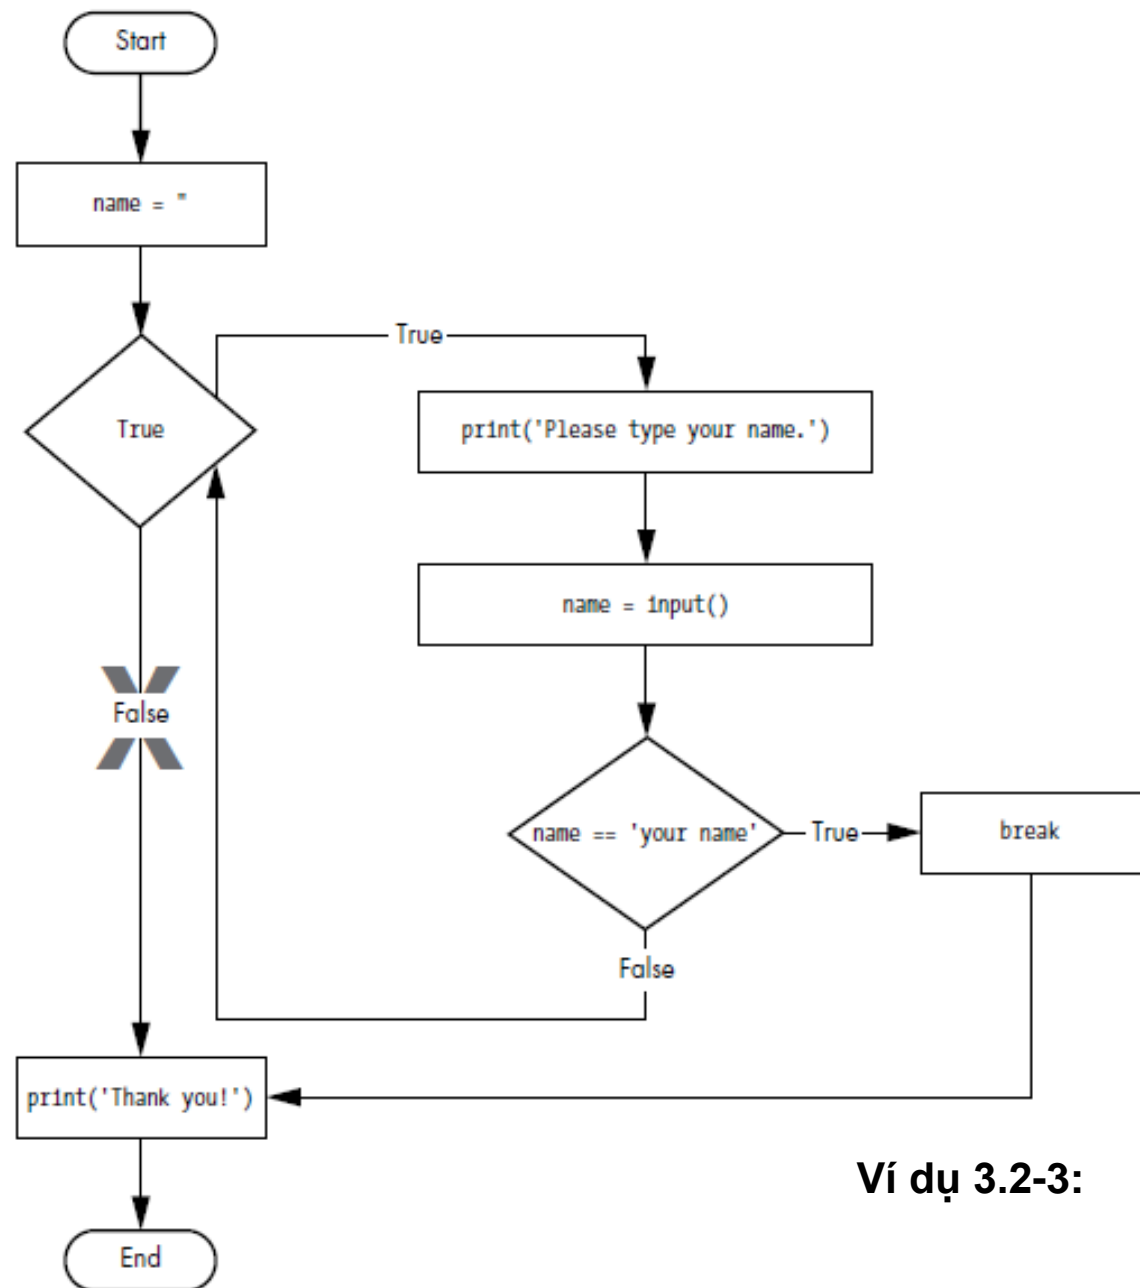 Start
name = "
True
True
print('Please type your name.')
name = input()
False
name == 'your name'
True
break
False
print('Thank you!')
Ví dụ 3.2-3:
End